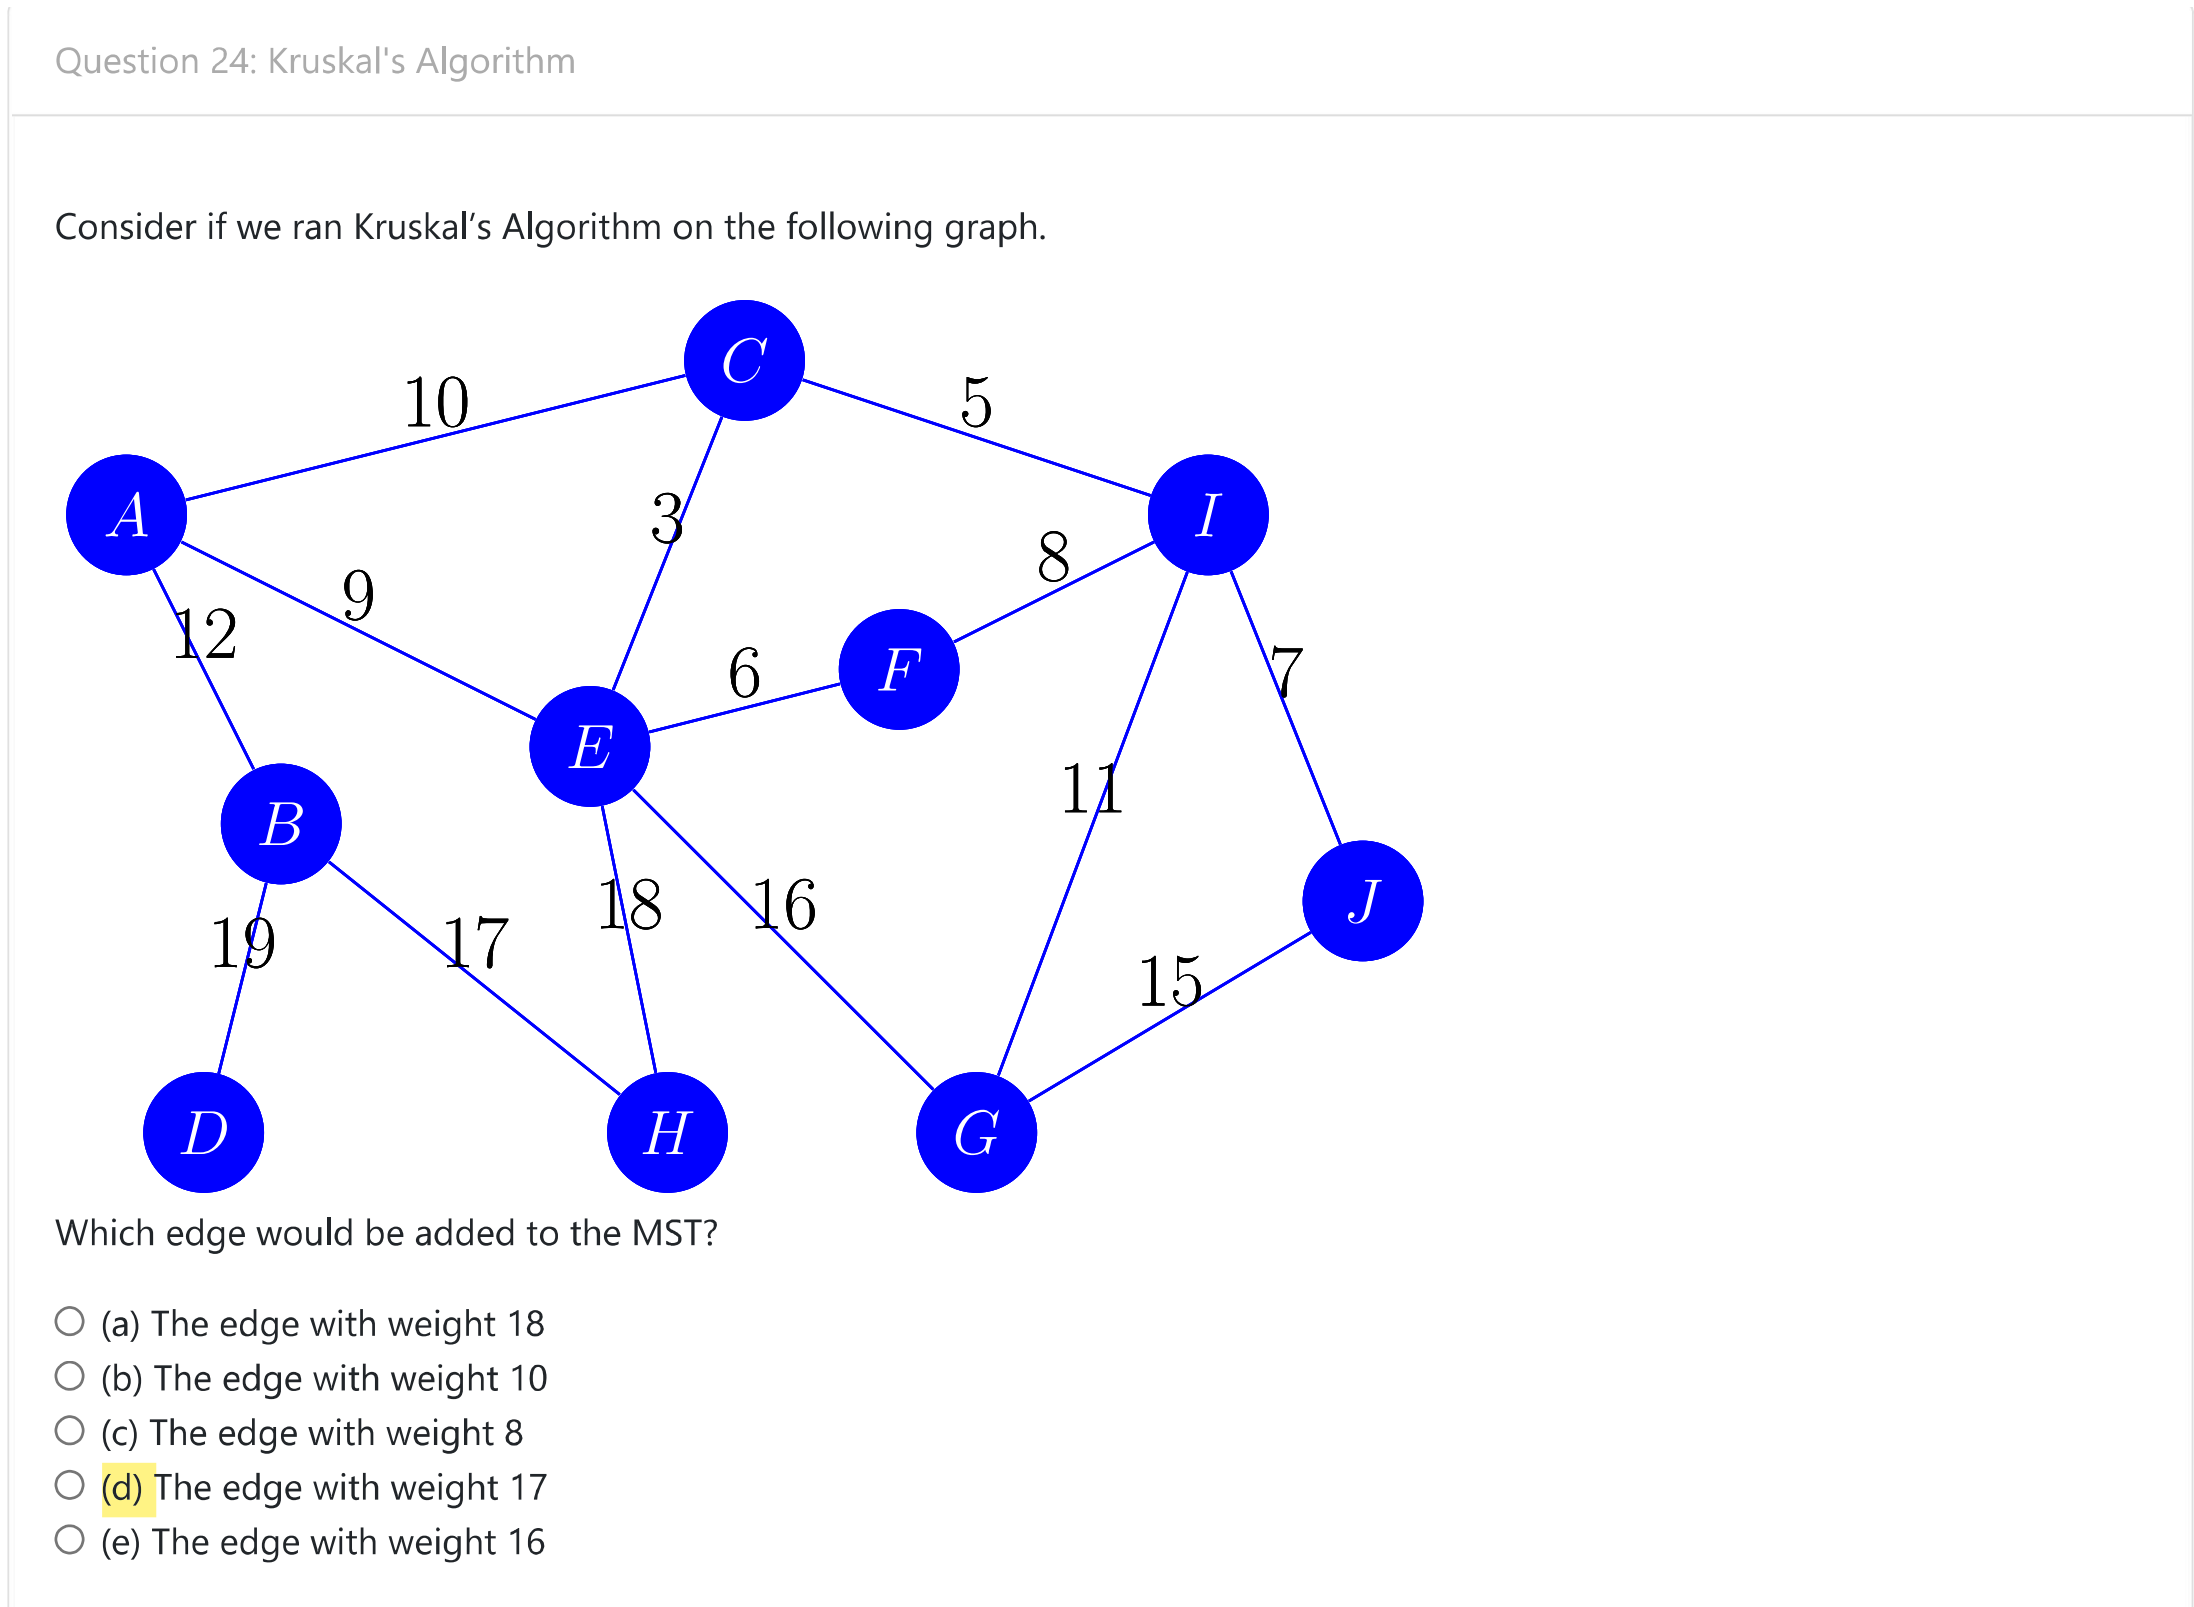 Question 24: Kruskal's Algorithm
Consider if we ran Kruskal’s Algorithm on the following graph.
C
10
5
A
I
3
8
9
12
F
6
7
E
11
B
J
18
16
19
17
15
D
H
G
Which edge would be added to the MST?
(a) The edge with weight 18
(b) The edge with weight 10
(c) The edge with weight 8
(d) The edge with weight 17
(e) The edge with weight 16